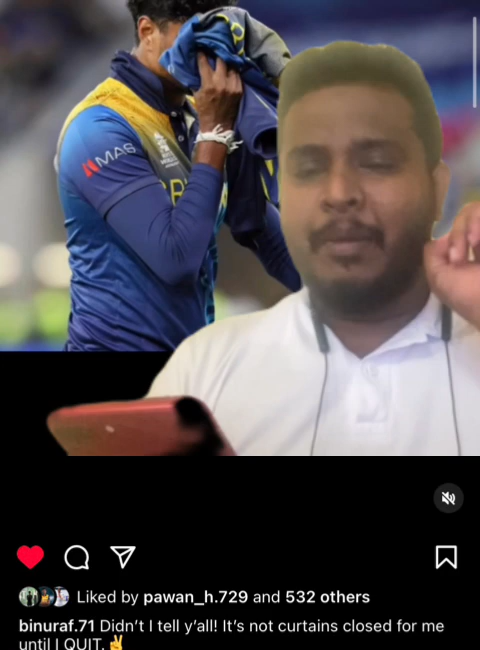 MAS
Liked by pawan_h.729 and 532 others
binuraf.71 Didn’t I tell y’all! It’s not curtains closed for me
until I QUIT. ✌️